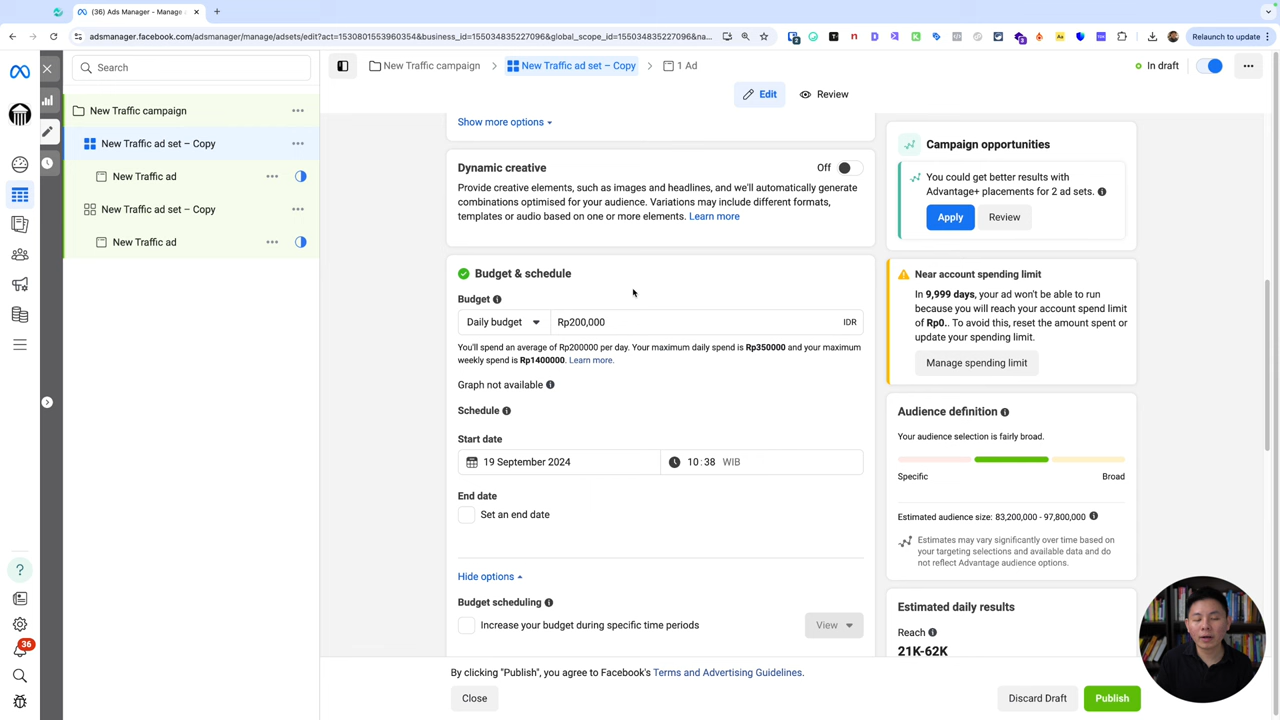 (36) Ads Manager - Manage
adsmanager.facebook.com/adsmanager/manage/adsets/edit?act=1530801553960354&business_id=155034835227096&global_scope_id=155034835227096&na...
Relaunch to update
Search
New Traffic campaign
New Traffic ad set – Copy
New Traffic ad
New Traffic ad set – Copy
New Traffic ad
36
New Traffic campaign
New Traffic ad set – Copy
1 Ad
In draft
Edit
Review
Show more options
Dynamic creative
Off
Provide creative elements, such as images and headlines, and we'll automatically generate
combinations optimised for your audience. Variations may include different formats,
templates or audio based on one or more elements. Learn more
Budget & schedule
Budget
Daily budget
Rp200,000
IDR
You'll spend an average of Rp200000 per day. Your maximum daily spend is Rp350000 and your maximum
weekly spend is Rp1400000. Learn more.
Graph not available
Schedule
Start date
19 September 2024
10:38 WIB
End date
Set an end date
Hide options
Budget scheduling
Increase your budget during specific time periods
View
Campaign opportunities
You could get better results with
Advantage+ placements for 2 ad sets.
Apply
Review
Near account spending limit
In 9,999 days, your ad won't be able to run
because you will reach your account spend limit
of Rp0.. To avoid this, reset the amount spent or
update your spending limit.
Manage spending limit
Audience definition
Your audience selection is fairly broad.
Specific
Broad
Estimated audience size: 83,200,000 - 97,800,000
Estimates may vary significantly over time based on
your targeting selections and available data and do
not reflect Advantage audience options.
Estimated daily results
Reach
21K-62K
By clicking "Publish", you agree to Facebook's Terms and Advertising Guidelines.
Close
Discard Draft
Publish